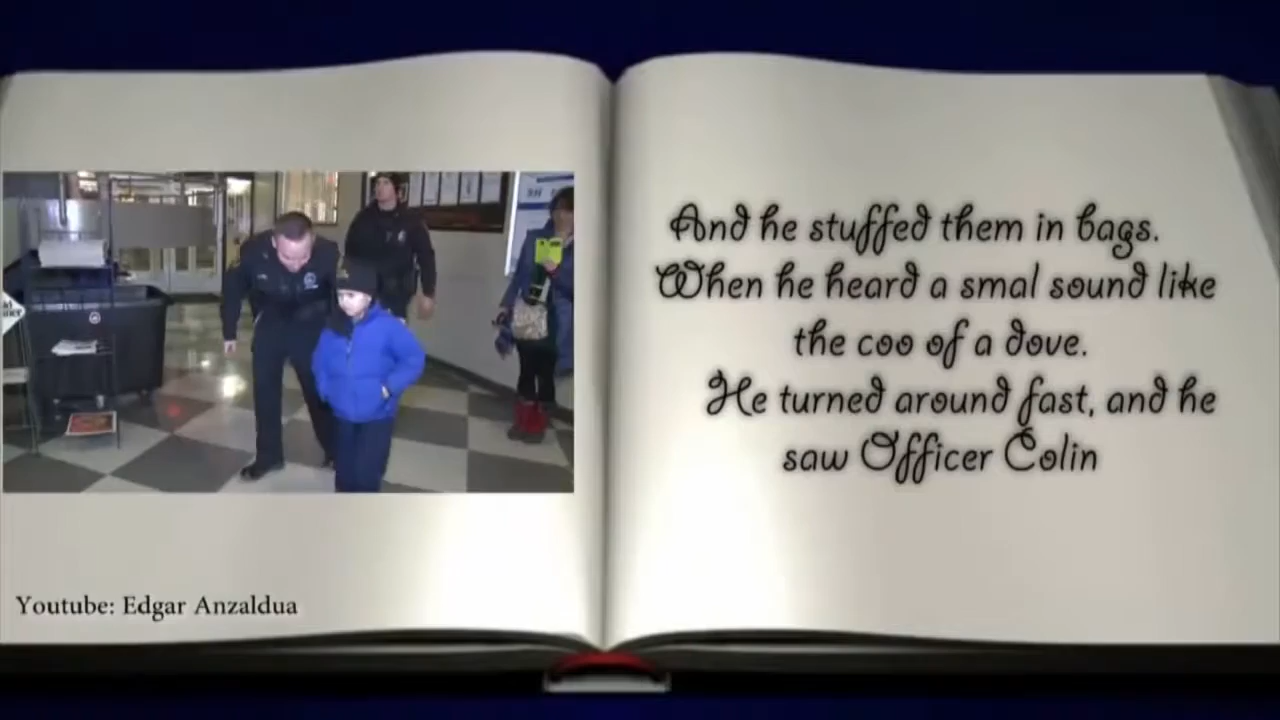 And he stuffed them in bags.
When he heard a smal sound like
the coo of a dove.
He turned around fast, and he
saw Officer Colin
Youtube: Edgar Anzaldua